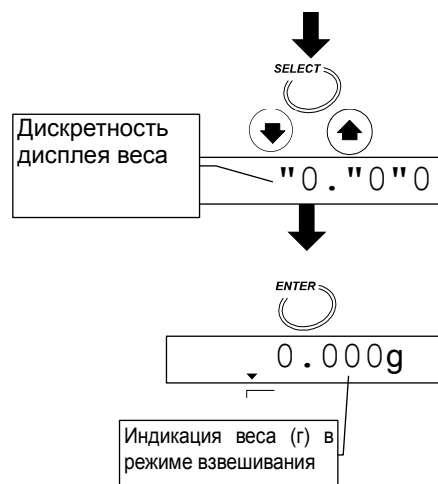 SELECT
Дискретность
дисплея веса
"0."0"0
ENTER
0.000g
Индикация веса (г) в
режиме взвешивания